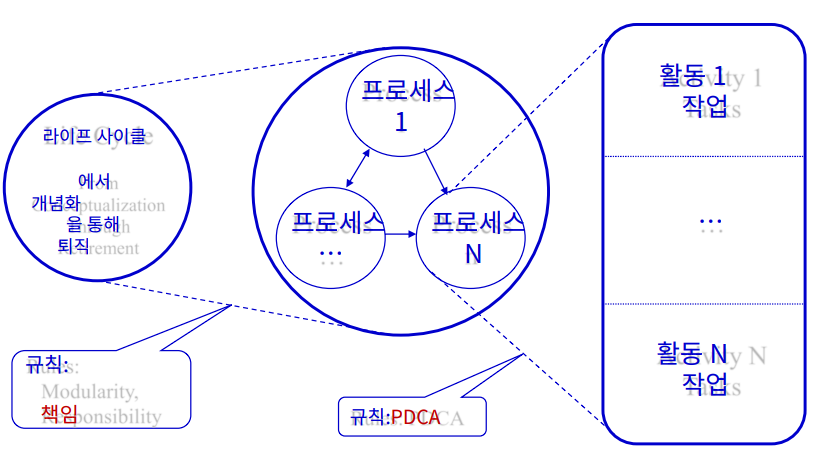 라이프 사이클
에서
개념화
을 통해
퇴직
프로세스
1
프로세스
...
프로세스
N
활동 1
작업
...
활동 N
작업
규칙:
Modularity,
책임
규칙:PDCA